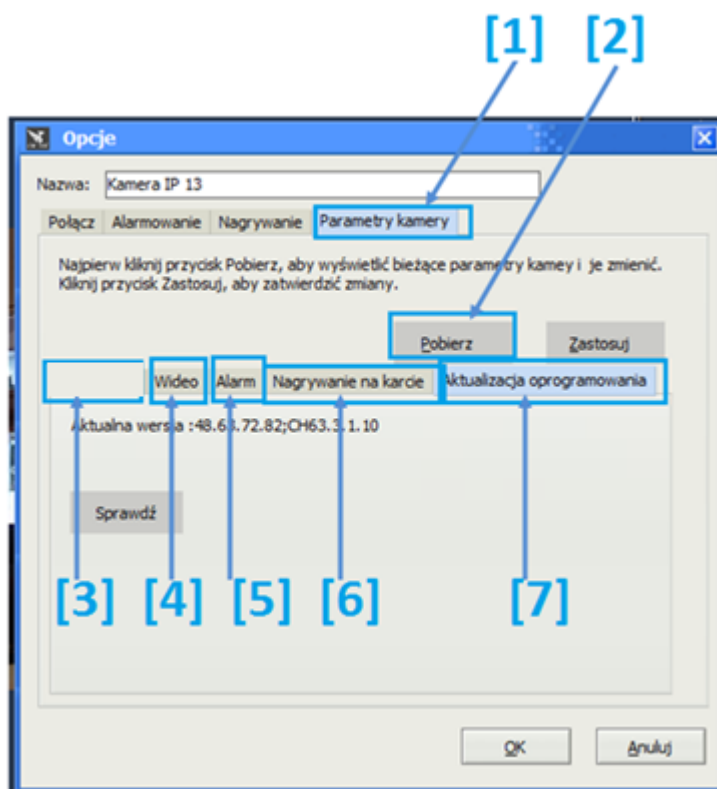 [1] [2]
Opcje
Nazwa: Kamera IP 13
Połącz Alarmowanie Nagrywanie Parametry kamery
Najpierw kliknij przycisk Pobierz, aby wyświetlić bieżące parametry kamey i je zmienić.
Kliknij przycisk Zastosuj, aby zatwierdzić zmiany.
Pobierz Zastosuj
Wideo Alarm Nagrywanie na karcie Aktualizacja oprogramowania
Aktualna wersja :48.63.72.82;CH63.3.1.10
Sprawdź
[3] [4] [5] [6] [7]
OK Anuluj